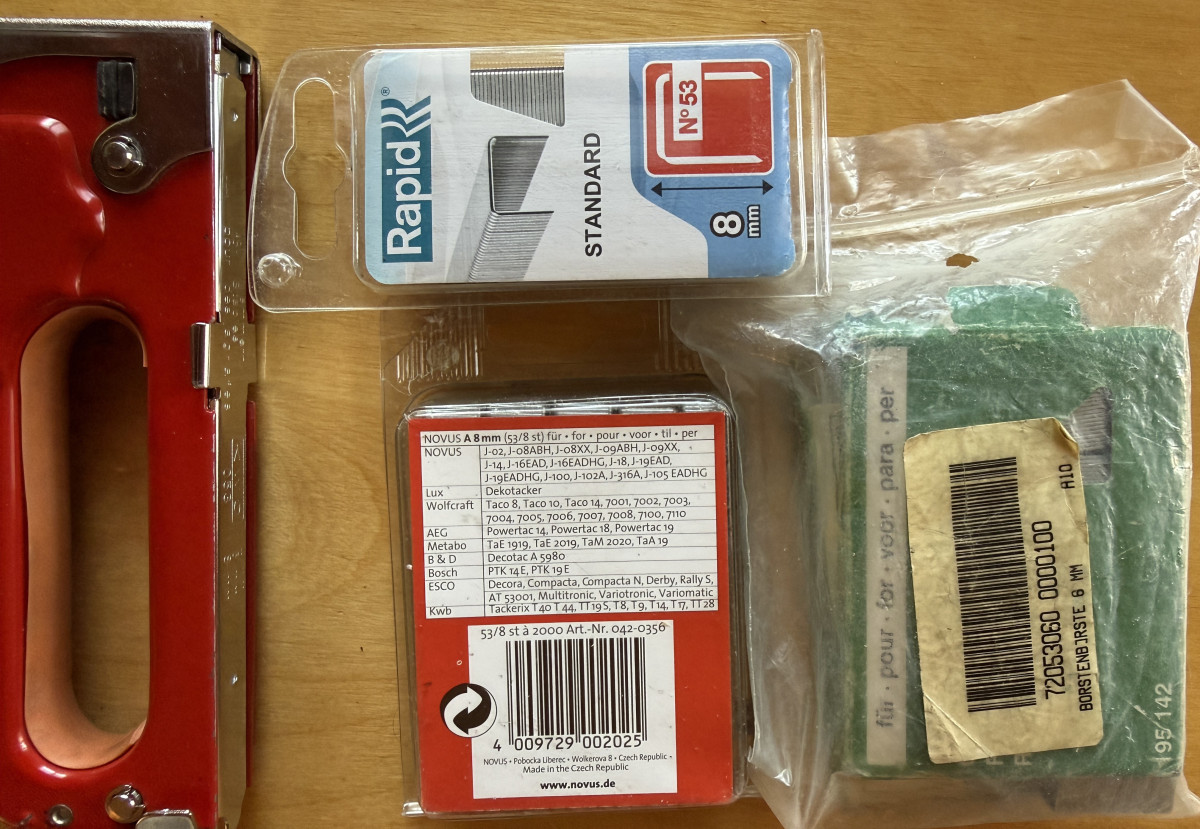 Rapid®
STANDARD
Nº 53
8
mm
NOVUS A 8 mm (53/8 st) für • for • pour • voor • til • per
NOVUS J-02, J-08ABH, J-08XX, J-09ABH, J-09XX,
J-14, J-16EAD, J-16EADHG, J-18, J-19EAD,
J-19EADHG, J-100, J-102A, J-316A, J-105 EADHG
Lux Dekotacker
Wolfcraft Taco 8, Taco 10, Taco 14, 7001, 7002, 7003,
7004, 7005, 7006, 7007, 7008, 7100, 7110
AEG Powertac 14, Powertac 18, Powertac 19
Metabo TaE 1919, TaE 2019, TaM 2020, TaA 19
B & D Decotac A 5980
Bosch PTK 14 E, PTK 19 E
ESCO Decora, Compacta, Compacta N, Derby, Rally S,
AT 53001, Multitronic, Variotronic, Variomatic
Kwb Tackerix T 40 T 44, TT 19 S, T8, T9, T14, T17, TT 28
53/8 st à 2000 Art.-Nr. 042-0356
4 009729 002025
NOVUS • Pobocka Liberec • Wolkerova 8 • Czech Republic •
Made in the Czech Republic
www.novus.de
für · pour · for · voor · para · per
A10
72053060 0000100
BORSTENBJRSTE 6 MM
195/142